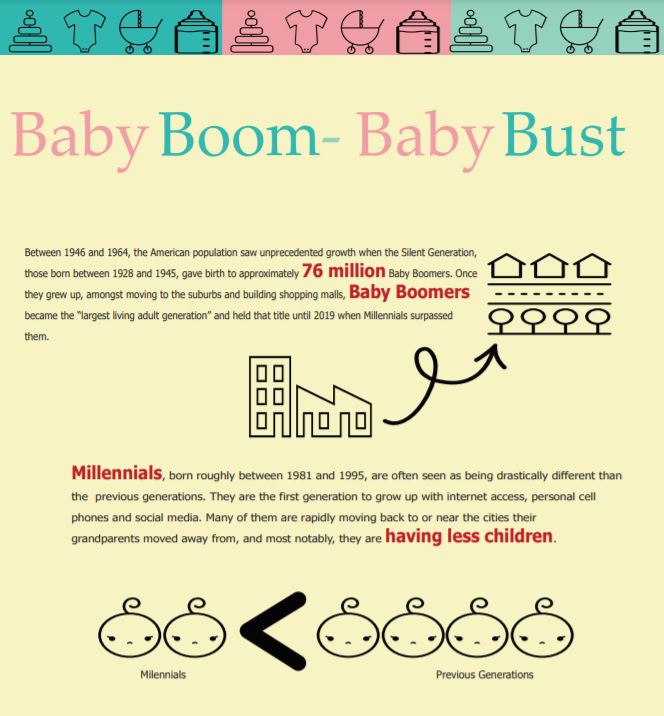 Baby Boom- Baby Bust
Between 1946 and 1964, the American population saw unprecedented growth when the Silent Generation,
those born between 1928 and 1945, gave birth to approximately 76 million Baby Boomers. Once
they grew up, amongst moving to the suburbs and building shopping malls, Baby Boomers
became the “largest living adult generation” and held that title until 2019 when Millennials surpassed
them.
Millennials, born roughly between 1981 and 1995, are often seen as being drastically different than
the previous generations. They are the first generation to grow up with internet access, personal cell
phones and social media. Many of them are rapidly moving back to or near the cities their
grandparents moved away from, and most notably, they are having less children.
Milennials
Previous Generations